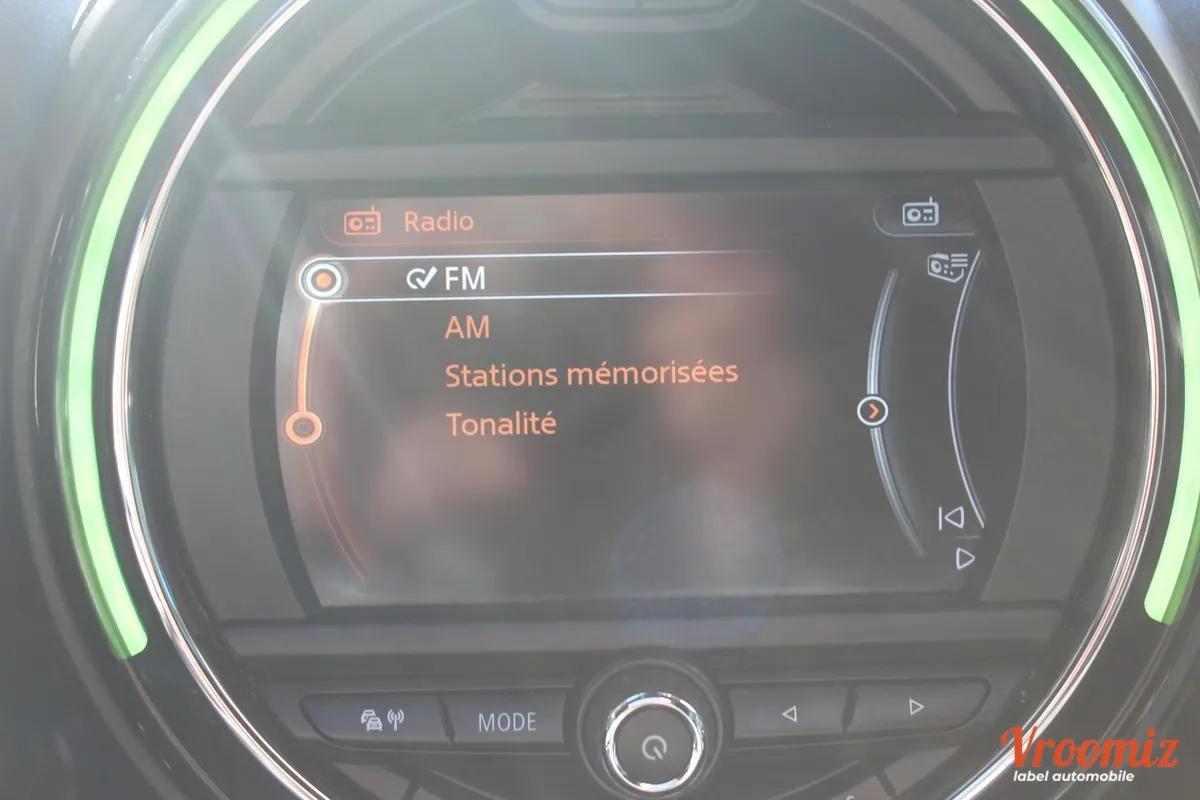 Radio
FM
AM
Stations mémorisées
Tonalité
MODE
Vroomiz
label automobile